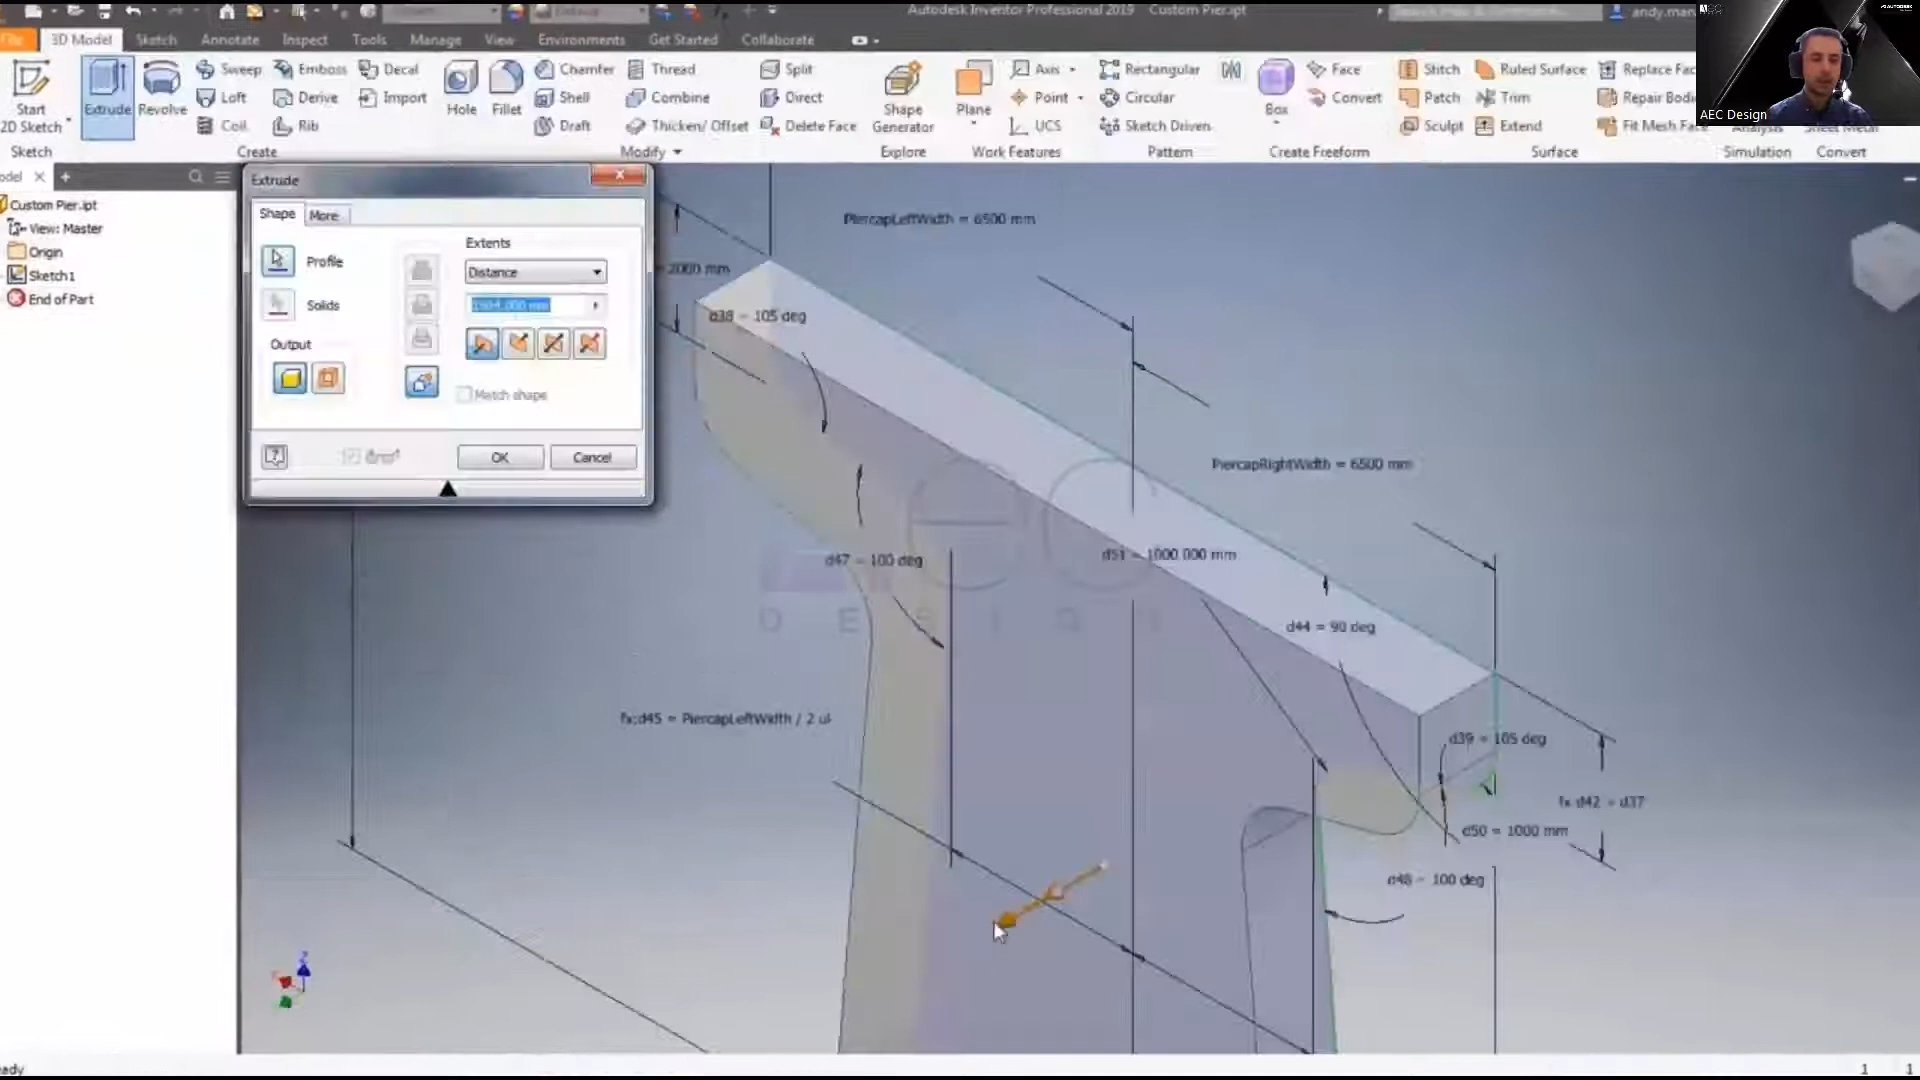 Autodesk Inventor Professional 2019 Custom Pier.ipt
File 3D Model Sketch Annotate Inspect Tools Manage View Environments Get Started Collaborate
Start
2D Sketch
Extrude
Revolve
Sweep
Loft
Coil
Emboss
Derive
Rib
Decal
Import
Hole
Fillet
Chamfer
Shell
Draft
Thread
Combine
Thicken/ Offset
Split
Direct
Delete Face
Shape
Generator
Plane
Axis
Point
UCS
Rectangular
Circular
Sketch Driven
Box
Face
Convert
Stitch
Patch
Sculpt
Ruled Surface
Trim
Extend
Replace Fac
Repair Bodi
Fit Mesh Face
AEC Design
Sketch
Create
Modify
Explore
Work Features
Pattern
Create Freeform
Surface
Simulation
Convert
Custom Pier.ipt
View: Master
Origin
Sketch1
End of Part
Extrude
Shape More
Profile
Solids
Output
Extents
Distance
Match shape
OK
Cancel
PiercapLeftWidth = 6500 mm
= 2000 mm
d38 = 105 deg
PiercapRightWidth = 6500 mm
d47 = 100 deg
d51 = 1000.000 mm
d44 = 90 deg
fx:d45 = PiercapLeftWidth / 2 ul
d39 = 105 deg
fx:d42 = d37
d50 = 1000 mm
d48 = 100 deg
DESIGN
Z
1 1